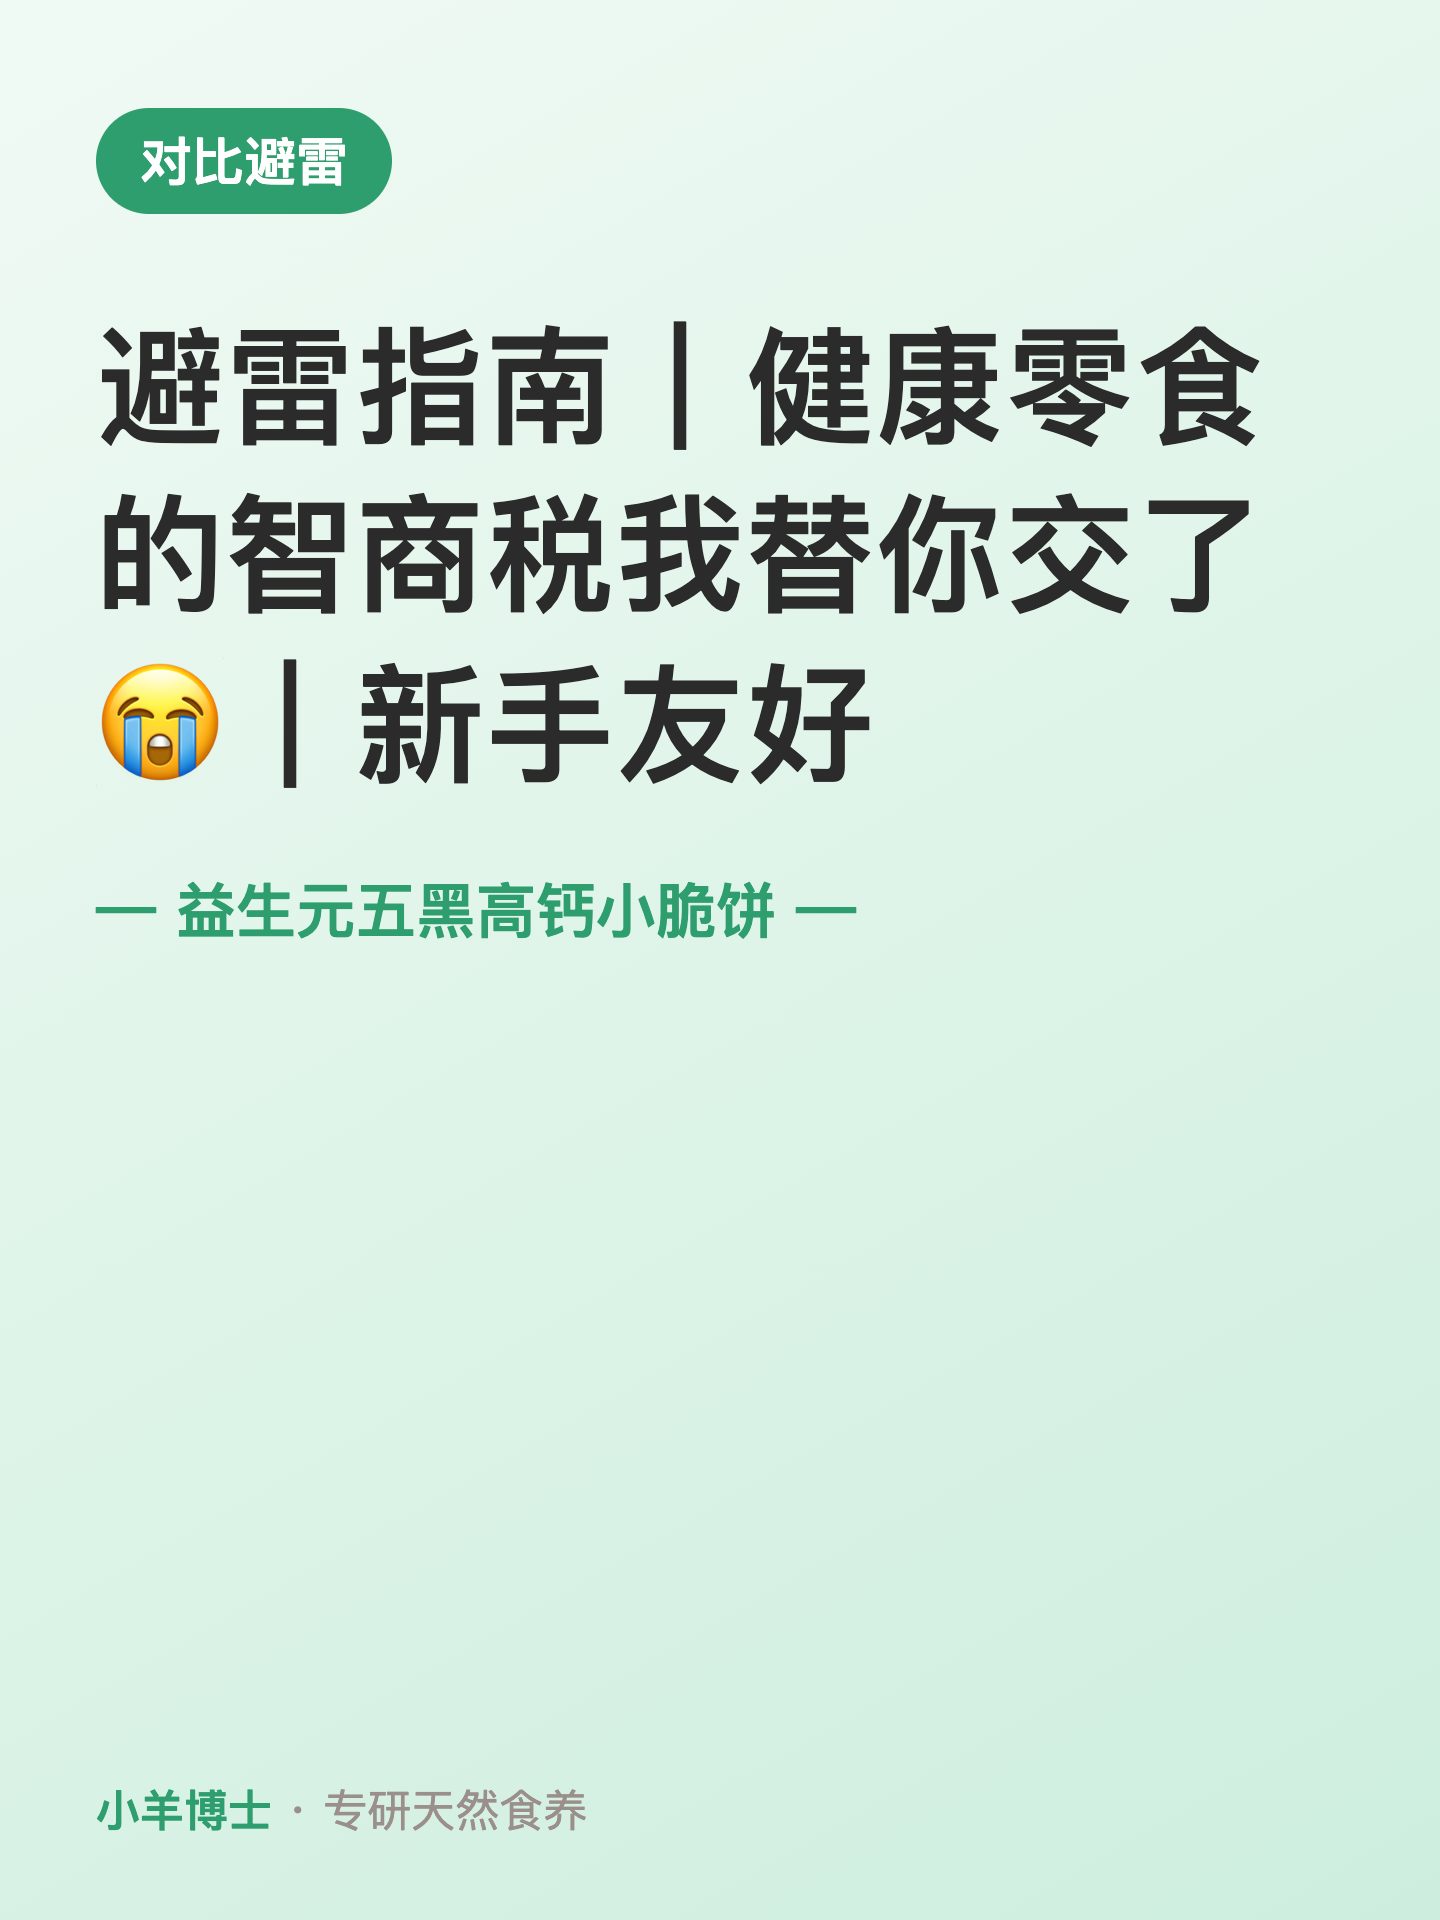 对比避雷
避雷指南｜健康零食
的智商税我替你交了
😭｜新手友好
— 益生元五黑高钙小脆饼 —
小羊博士 · 专研天然食养